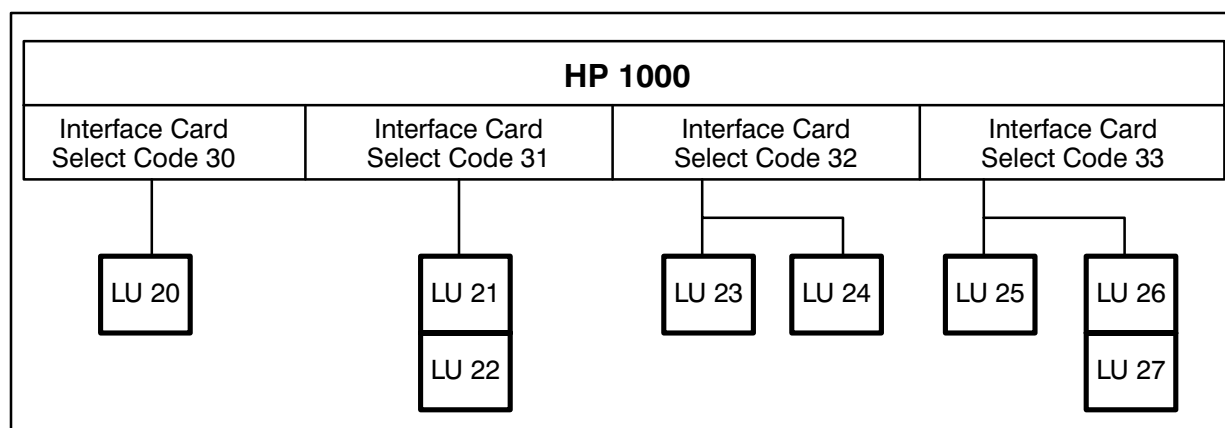 HP 1000
Interface Card
Select Code 30
Interface Card
Select Code 31
Interface Card
Select Code 32
Interface Card
Select Code 33
LU 20
LU 21
LU 23
LU 24
LU 25
LU 26
LU 22
LU 27